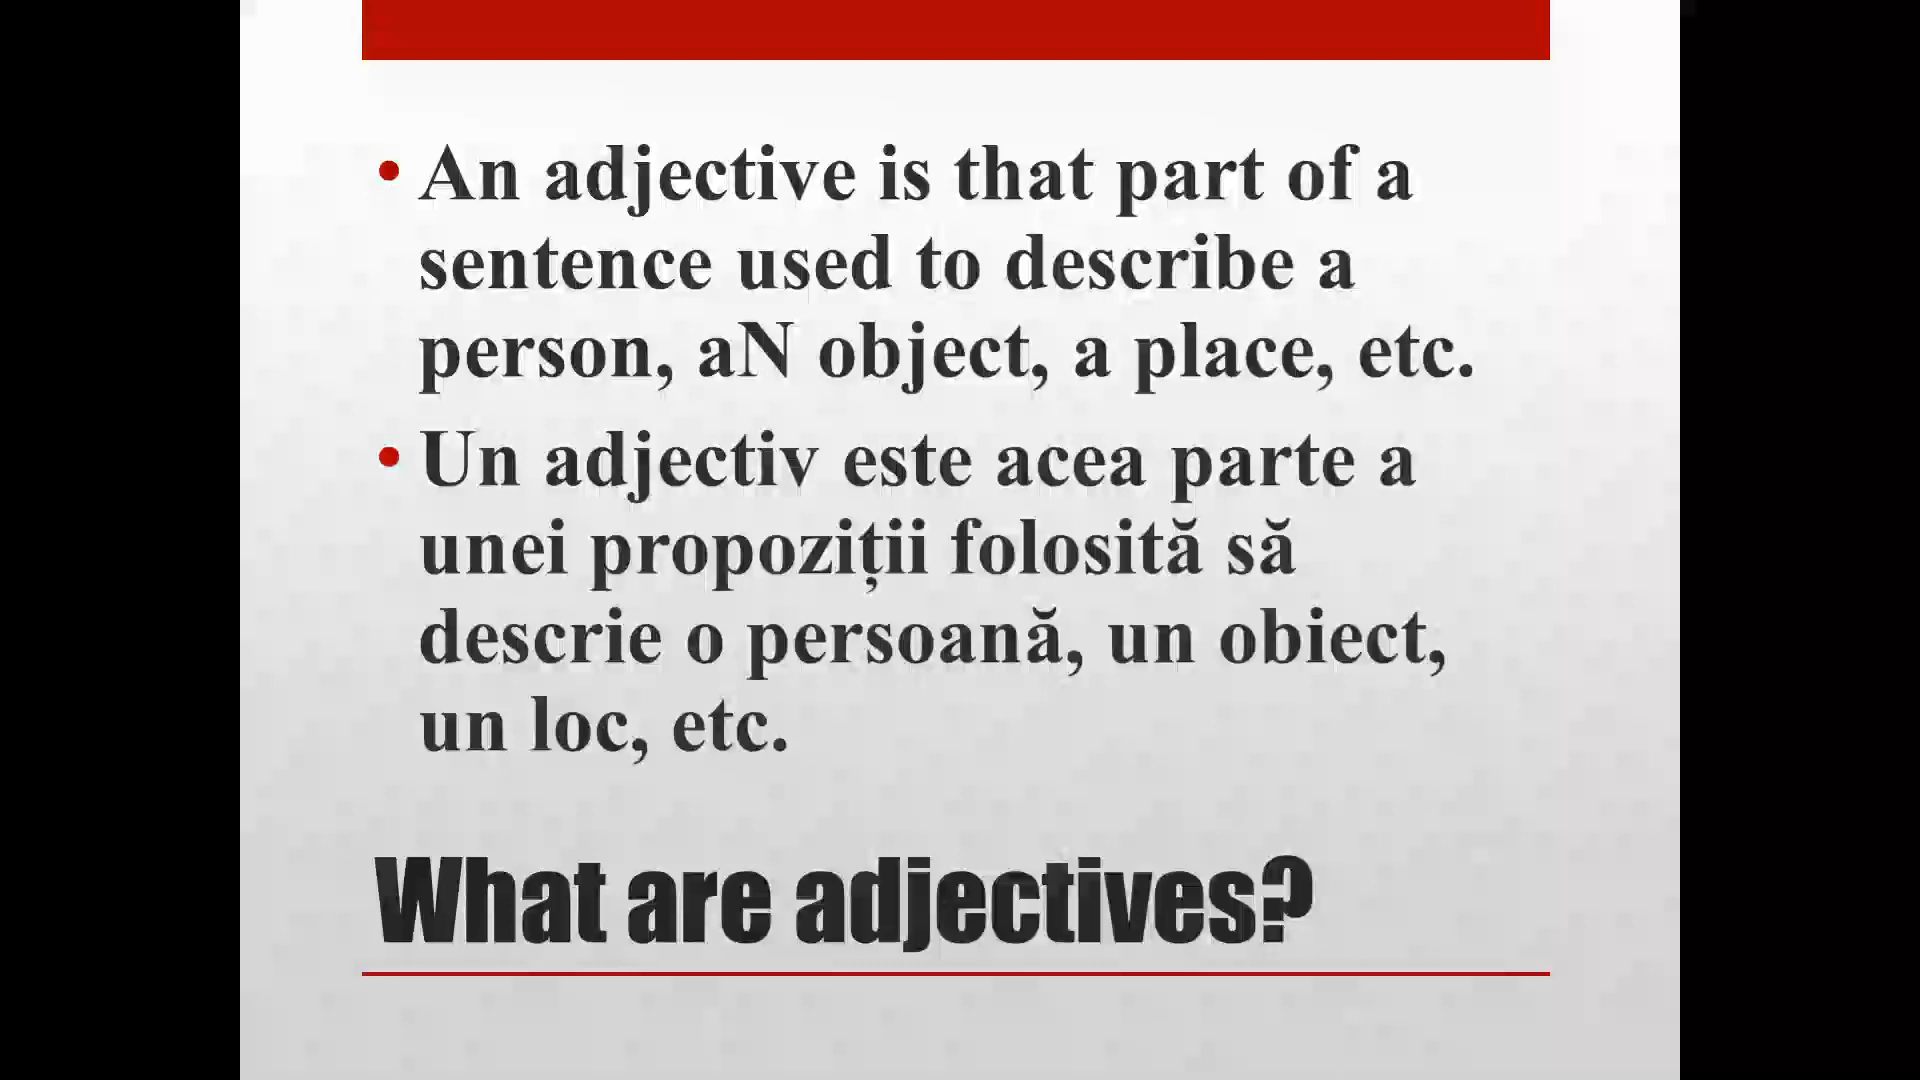 • An adjective is that part of a
sentence used to describe a
person, aN object, a place, etc.
• Un adjectiv este acea parte a
unei propoziții folosită să
descrie o persoană, un obiect,
un loc, etc.
What are adjectives?